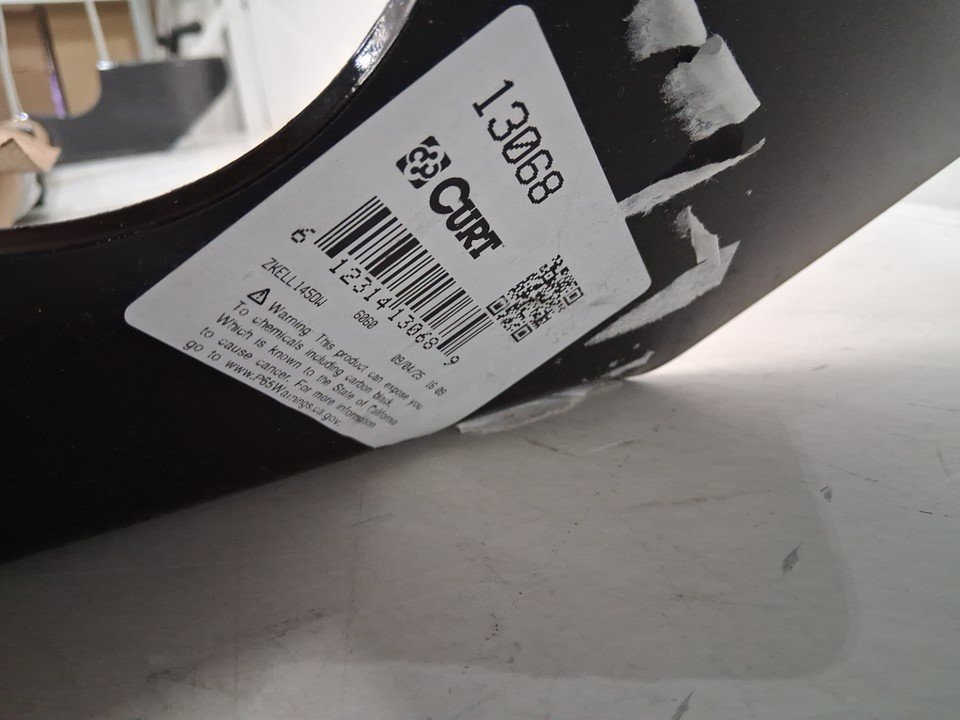 13068
CURT
6 12314 13068 9
ZKELL145DW 6060 09/04/25 16:09
Warning. This product can expose you
To chemicals including carbon black.
Which is known to the State of California
to cause cancer. For more information
go to www.P65Warnings.ca.gov.